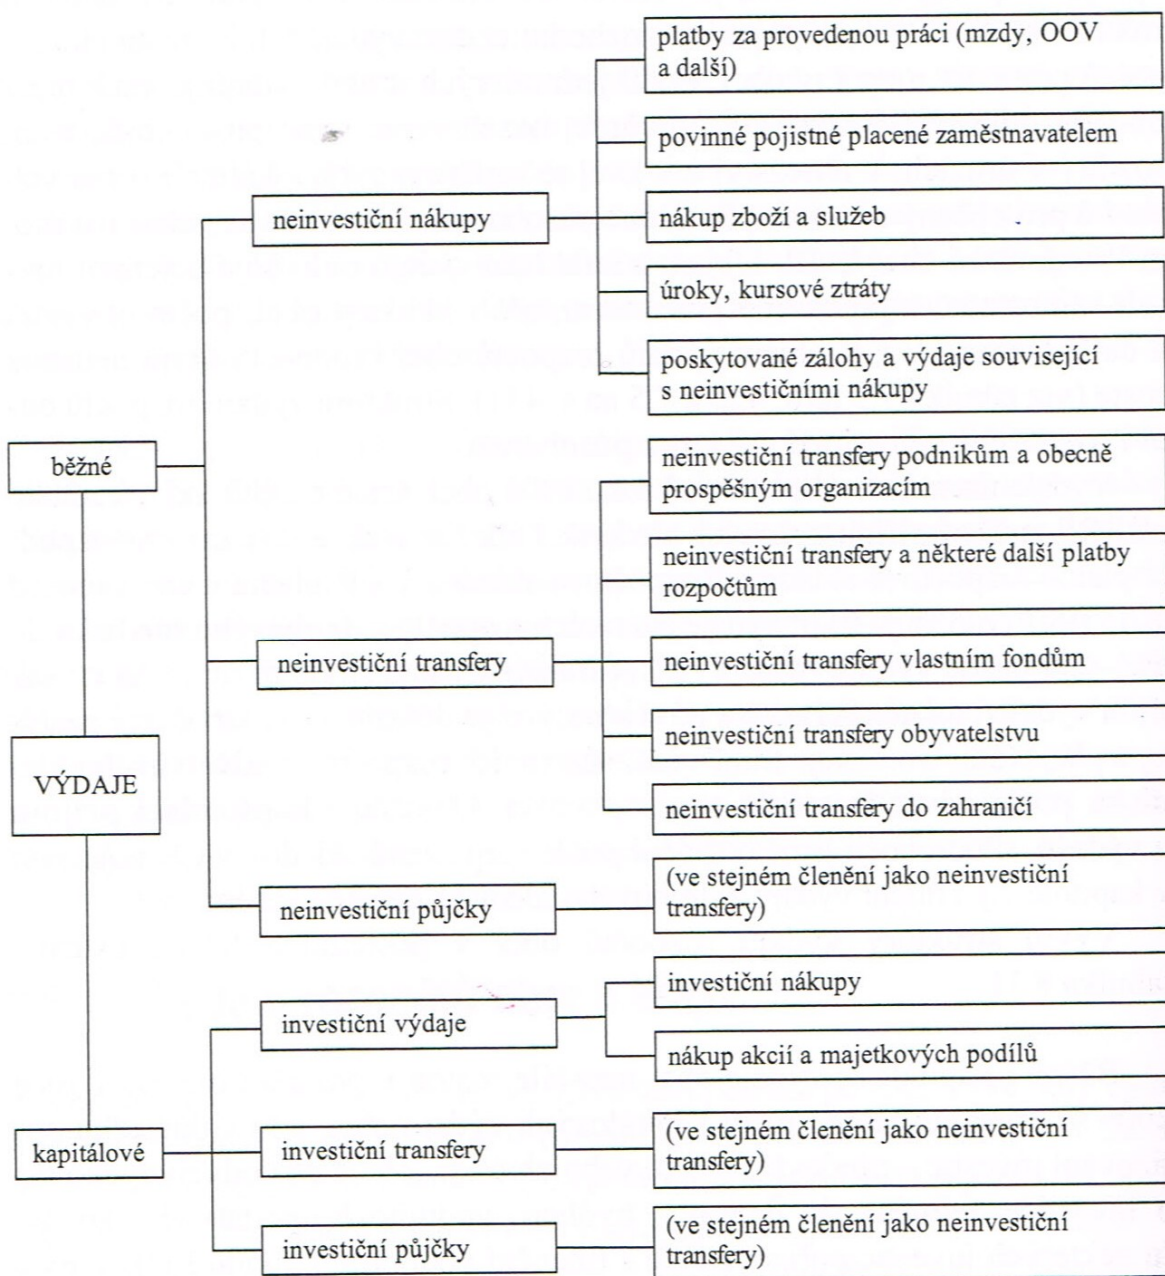 platby za provedenou práci (mzdy, OOV
a další)
povinné pojistné placené zaměstnavatelem
neinvestiční nákupy
nákup zboží a služeb
úroky, kursové ztráty
poskytované zálohy a výdaje související
s neinvestičními nákupy
běžné
neinvestiční transfery podnikům a obecně
prospěšným organizacím
neinvestiční transfery a některé další platby
rozpočtům
neinvestiční transfery
neinvestiční transfery vlastním fondům
neinvestiční transfery obyvatelstvu
VÝDAJE
neinvestiční transfery do zahraničí
neinvestiční půjčky
(ve stejném členění jako neinvestiční
transfery)
investiční výdaje
investiční nákupy
nákup akcií a majetkových podílů
kapitálové
investiční transfery
(ve stejném členění jako neinvestiční
transfery)
investiční půjčky
(ve stejném členění jako neinvestiční
transfery)